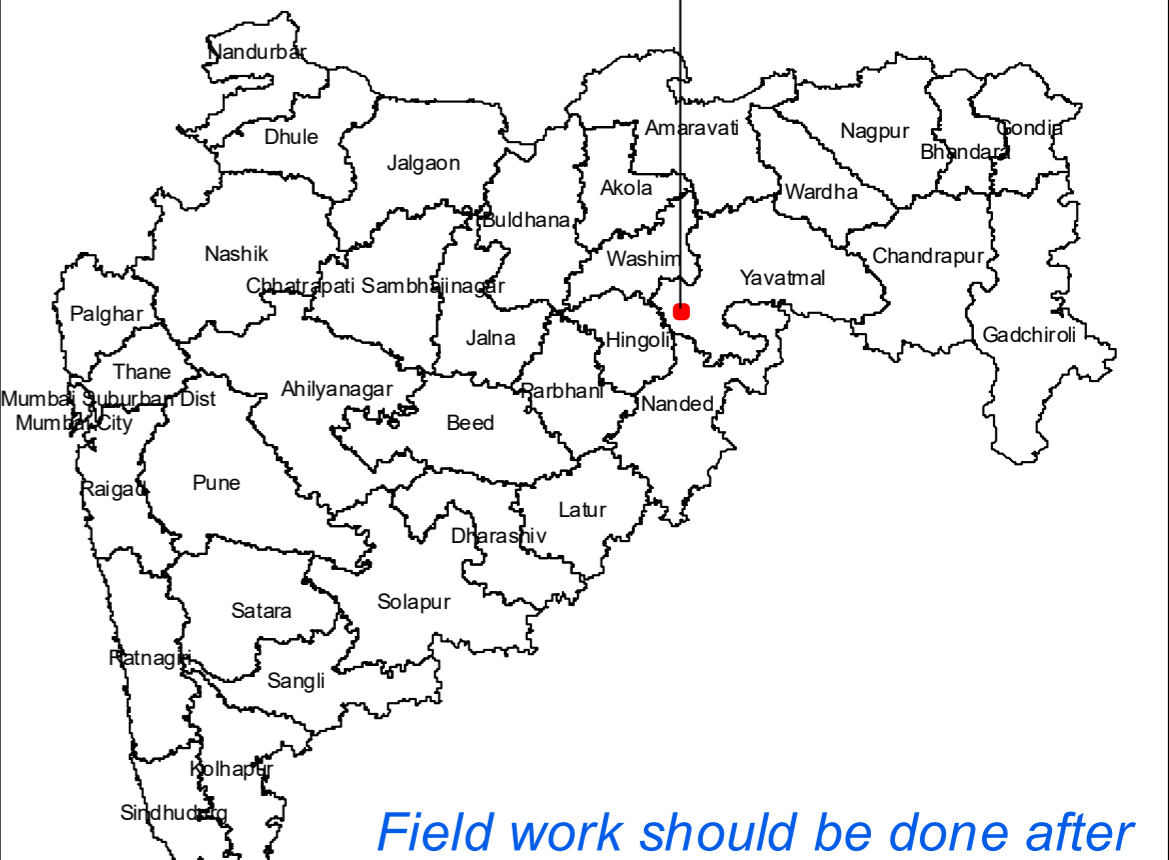 Nandurbar
Dhule
Jalgaon
Amaravati
Nagpur
Gondia
Bhandara
Akola
Wardha
Buldhana
Nashik
Washim
Chandrapur
Yavatmal
Chhatrapati Sambhajinagar
Palghar
Jalna
Hingoli
Gadchiroli
Thane
Ahilyanagar
Parbhani
Mumbai Suburban Dist
Nanded
Mumbai City
Beed
Raigad
Pune
Latur
Dharashiv
Solapur
Satara
Ratnagiri
Sangli
Kolhapur
Sindhudurg
Field work should be done after